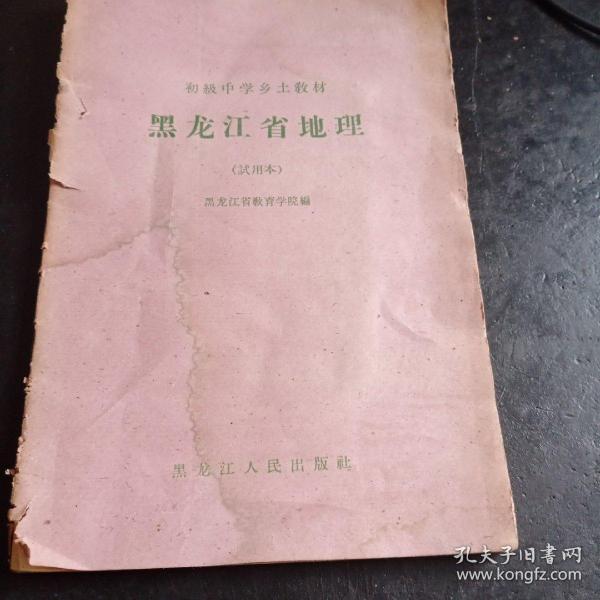 初級中学乡土教材
黑龙江省地理
(試用本)
黑龙江省教育学院編
黑龙江人民出版社
孔夫子旧书网
www.kongfz.com